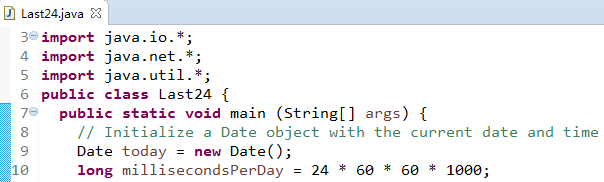 Last24.java
3 import java.io.*;
4 import java.net.*;
5 import java.util.*;
6 public class Last24 {
7 public static void main (String[] args) {
8 // Initialize a Date object with the current date and time
9 Date today = new Date();
10 long millisecondsPerDay = 24 * 60 * 60 * 1000;